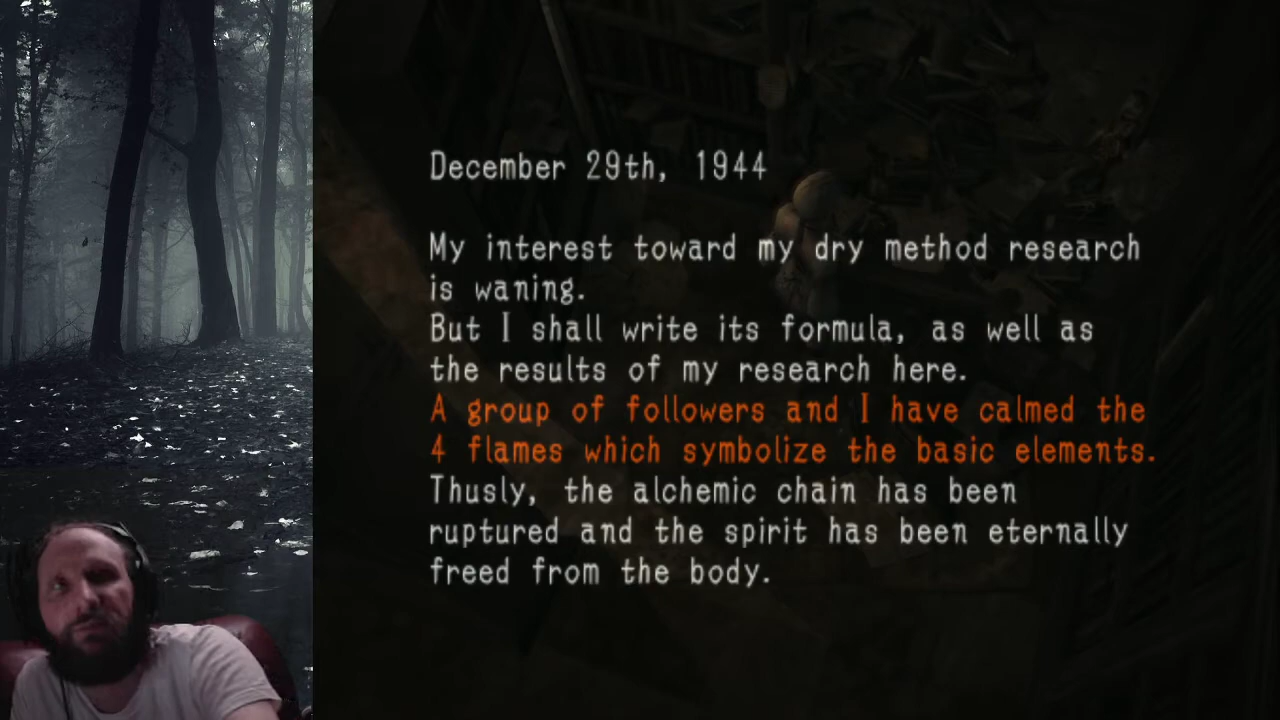 December 29th, 1944
My interest toward my dry method research
is waning.
But I shall write its formula, as well as
the results of my research here.
A group of followers and I have calmed the
4 flames which symbolize the basic elements.
Thusly, the alchemic chain has been
ruptured and the spirit has been eternally
freed from the body.